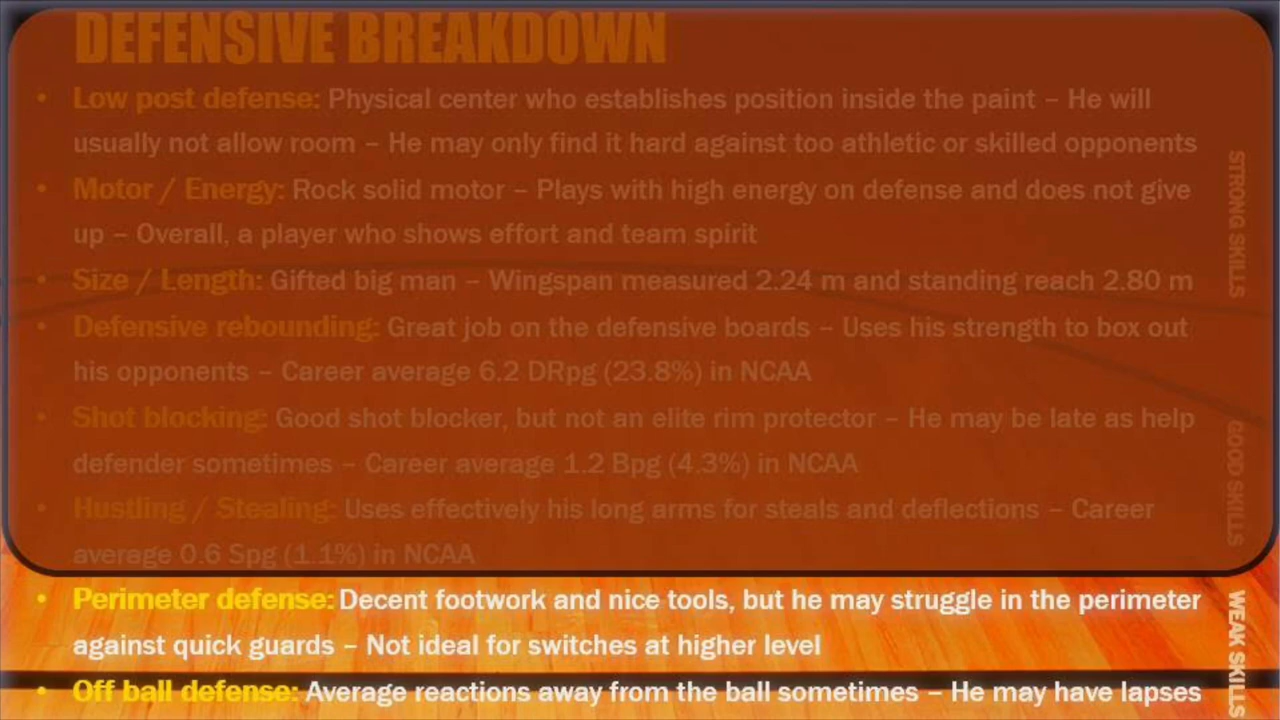 DEFENSIVE BREAKDOWN
• Low post defense: Physical center who establishes position inside the paint – He will
usually not allow room – He may only find it hard against too athletic or skilled opponents
• Motor / Energy: Rock solid motor – Plays with high energy on defense and does not give
up – Overall, a player who shows effort and team spirit
• Size / Length: Gifted big man – Wingspan measured 2.24 m and standing reach 2.80 m
• Defensive rebounding: Great job on the defensive boards – Uses his strength to box out
his opponents – Career average 6.2 DRpg (23.8%) in NCAA
• Shot blocking: Good shot blocker, but not an elite rim protector – He may be late as help
defender sometimes – Career average 1.2 Bpg (4.3%) in NCAA
• Hustling / Stealing: Uses effectively his long arms for steals and deflections – Career
average 0.6 Spg (1.1%) in NCAA
• Perimeter defense: Decent footwork and nice tools, but he may struggle in the perimeter
against quick guards – Not ideal for switches at higher level
• Off ball defense: Average reactions away from the ball sometimes – He may have lapses
STRONG SKILLS
GOOD SKILLS
WEAK SKILLS